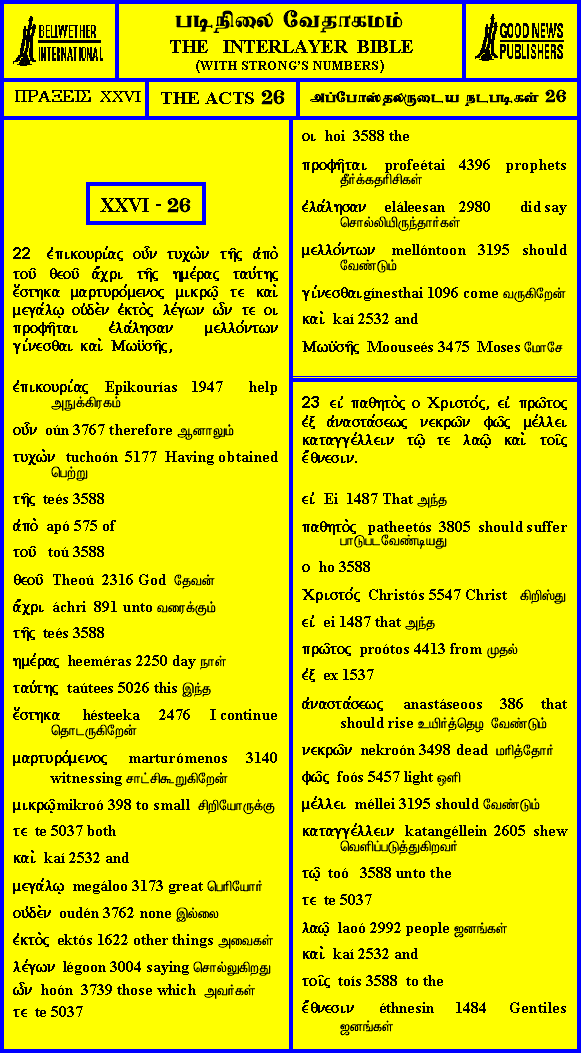 BELLWETHER
INTERNATIONAL
படிநிலை வேதாகமம்
THE INTERLAYER BIBLE
(WITH STRONG'S NUMBERS)
GOOD NEWS
PUBLISHERS
ΠΡΑΞΕΙΣ XXVI
THE ACTS 26
அப்போஸ்தலருடைய நடபடிகள் 26
XXVI - 26
22 ἐπικουρίας οὖν τυχὼν τῆς ἀπὸ
τοῦ θεοῦ ἄχρι τῆς ημέρας ταύτης
ἕστηκα μαρτυρόμενος μικρῷ τε καὶ
μεγάλῳ οὐδὲν ἐκτὸς λέγων ὧν τε οι
προφῆται ἐλάλησαν μελλόντων
γίνεσθαι καὶ Μωϋσῆς,
ἐπικουρίας Epikourías 1947 help
அநுக்கிரகம்
οὖν oún 3767 therefore ஆனாலும்
τυχὼν tuchoón 5177 Having obtained
பெற்று
τῆς teés 3588
ἀπὸ apó 575 of
τοῦ toú 3588
θεοῦ Theoú 2316 God தேவன்
ἄχρι áchri 891 unto வரைக்கும்
τῆς teés 3588
ημέρας heeméras 2250 day நாள்
ταύτης taútees 5026 this இந்த
ἕστηκα hésteeka 2476 I continue
தொடருகிறேன்
μαρτυρόμενος marturómenos 3140
witnessing சாட்சிகூறுகிறேன்
μικρῷ mikroó 398 to small சிறியோருக்கு
τε te 5037 both
καὶ kaí 2532 and
μεγάλῳ megáloo 3173 great பெரியோர்
οὐδὲν oudén 3762 none இல்லை
ἐκτὸς ektós 1622 other things அவைகள்
λέγων légoon 3004 saying சொல்லுகிறது
ὧν hoón 3739 those which அவர்கள்
τε te 5037
οι hoi 3588 the
προφῆται profeétai 4396 prophets
தீர்க்கதரிசிகள்
ἐλάλησαν eláleesan 2980 did say
சொல்லியிருந்தார்கள்
μελλόντων mellóntoon 3195 should
வேண்டும்
γίνεσθαι gínesthai 1096 come வருகிறேன்
καὶ kaí 2532 and
Μωϋσῆς Moouseés 3475 Moses மோசே
23 εἰ παθητὸς ο Χριστός, εἰ πρῶτος
ἐξ ἀναστάσεως νεκρῶν φῶς μέλλει
καταγγέλλειν τῷ τε λαῷ καὶ τοῖς
ἔθνεσιν.
εἰ Ei 1487 That அந்த
παθητὸς patheetós 3805 should suffer
பாடுபடவேண்டியது
ο ho 3588
Χριστός Christós 5547 Christ கிறிஸ்து
εἰ ei 1487 that அந்த
πρῶτος proótos 4413 from முதல்
ἐξ ex 1537
ἀναστάσεως anastáseoos 386 that
should rise உயிர்த்தெழ வேண்டும்
νεκρῶν nekroón 3498 dead மரித்தோர்
φῶς foós 5457 light ஒளி
μέλλει méllei 3195 should வேண்டும்
καταγγέλλειν katangéllein 2605 shew
வெளிப்படுத்துகிறவர்
τῷ toó 3588 unto the
τε te 5037
λαῷ laoó 2992 people ஜனங்கள்
καὶ kaí 2532 and
τοῖς toís 3588 to the
ἔθνεσιν éthnesin 1484 Gentiles
ஜனங்கள்